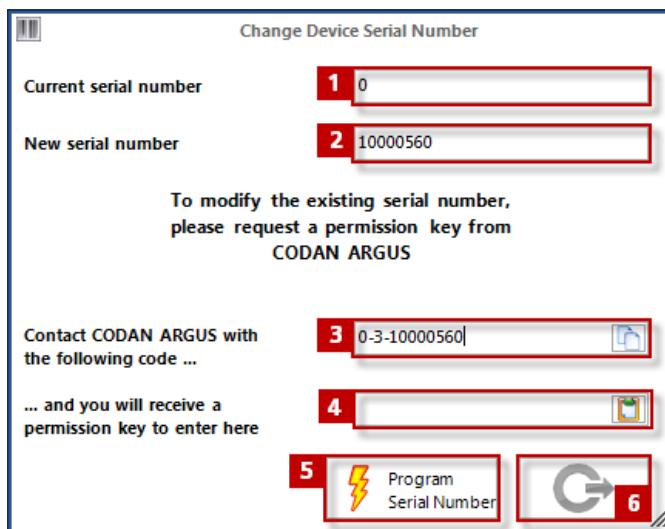 Change Device Serial Number
Current serial number
1
0
New serial number
2
10000560
To modify the existing serial number,
please request a permission key from
CODAN ARGUS
Contact CODAN ARGUS with
the following code ...
3
0-3-10000560
... and you will receive a
permission key to enter here
4
5
Program
Serial Number
6